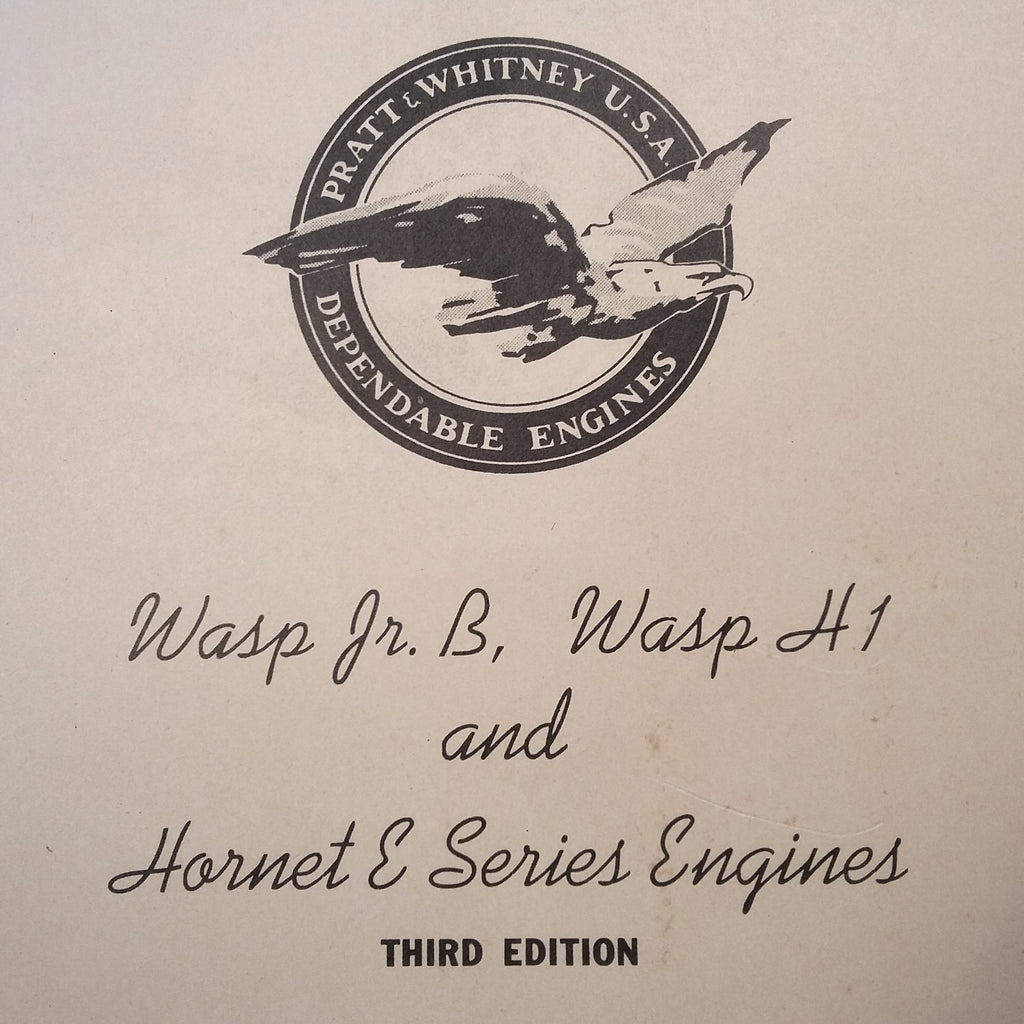 PRATT & WHITNEY U.S.A.
DEPENDABLE ENGINES
Wasp Jr. B, Wasp H1
and
Hornet E Series Engines
THIRD EDITION